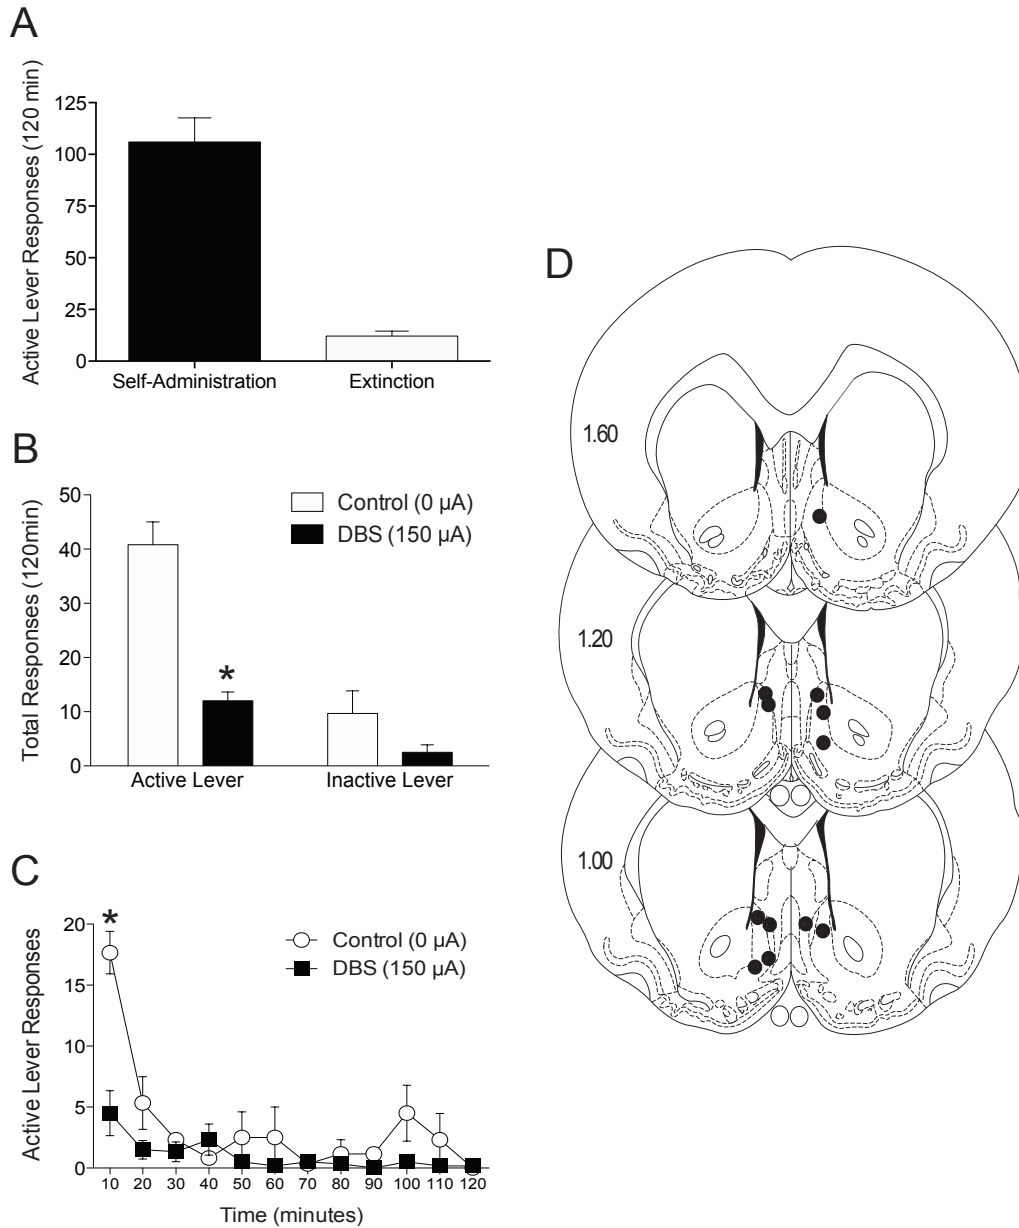 A
Active Lever Responses (120 min)
125
100
75
50
25
0
Self-Administration
Extinction
B
Total Responses (120min)
50
40
30
20
10
0
Control (0 µA)
DBS (150 µA)
*
Active Lever
Inactive Lever
C
Active Lever Responses
20
15
10
5
0
*
Control (0 µA)
DBS (150 µA)
10 20 30 40 50 60 70 80 90 100 110 120
Time (minutes)
D
1.60
1.20
1.00